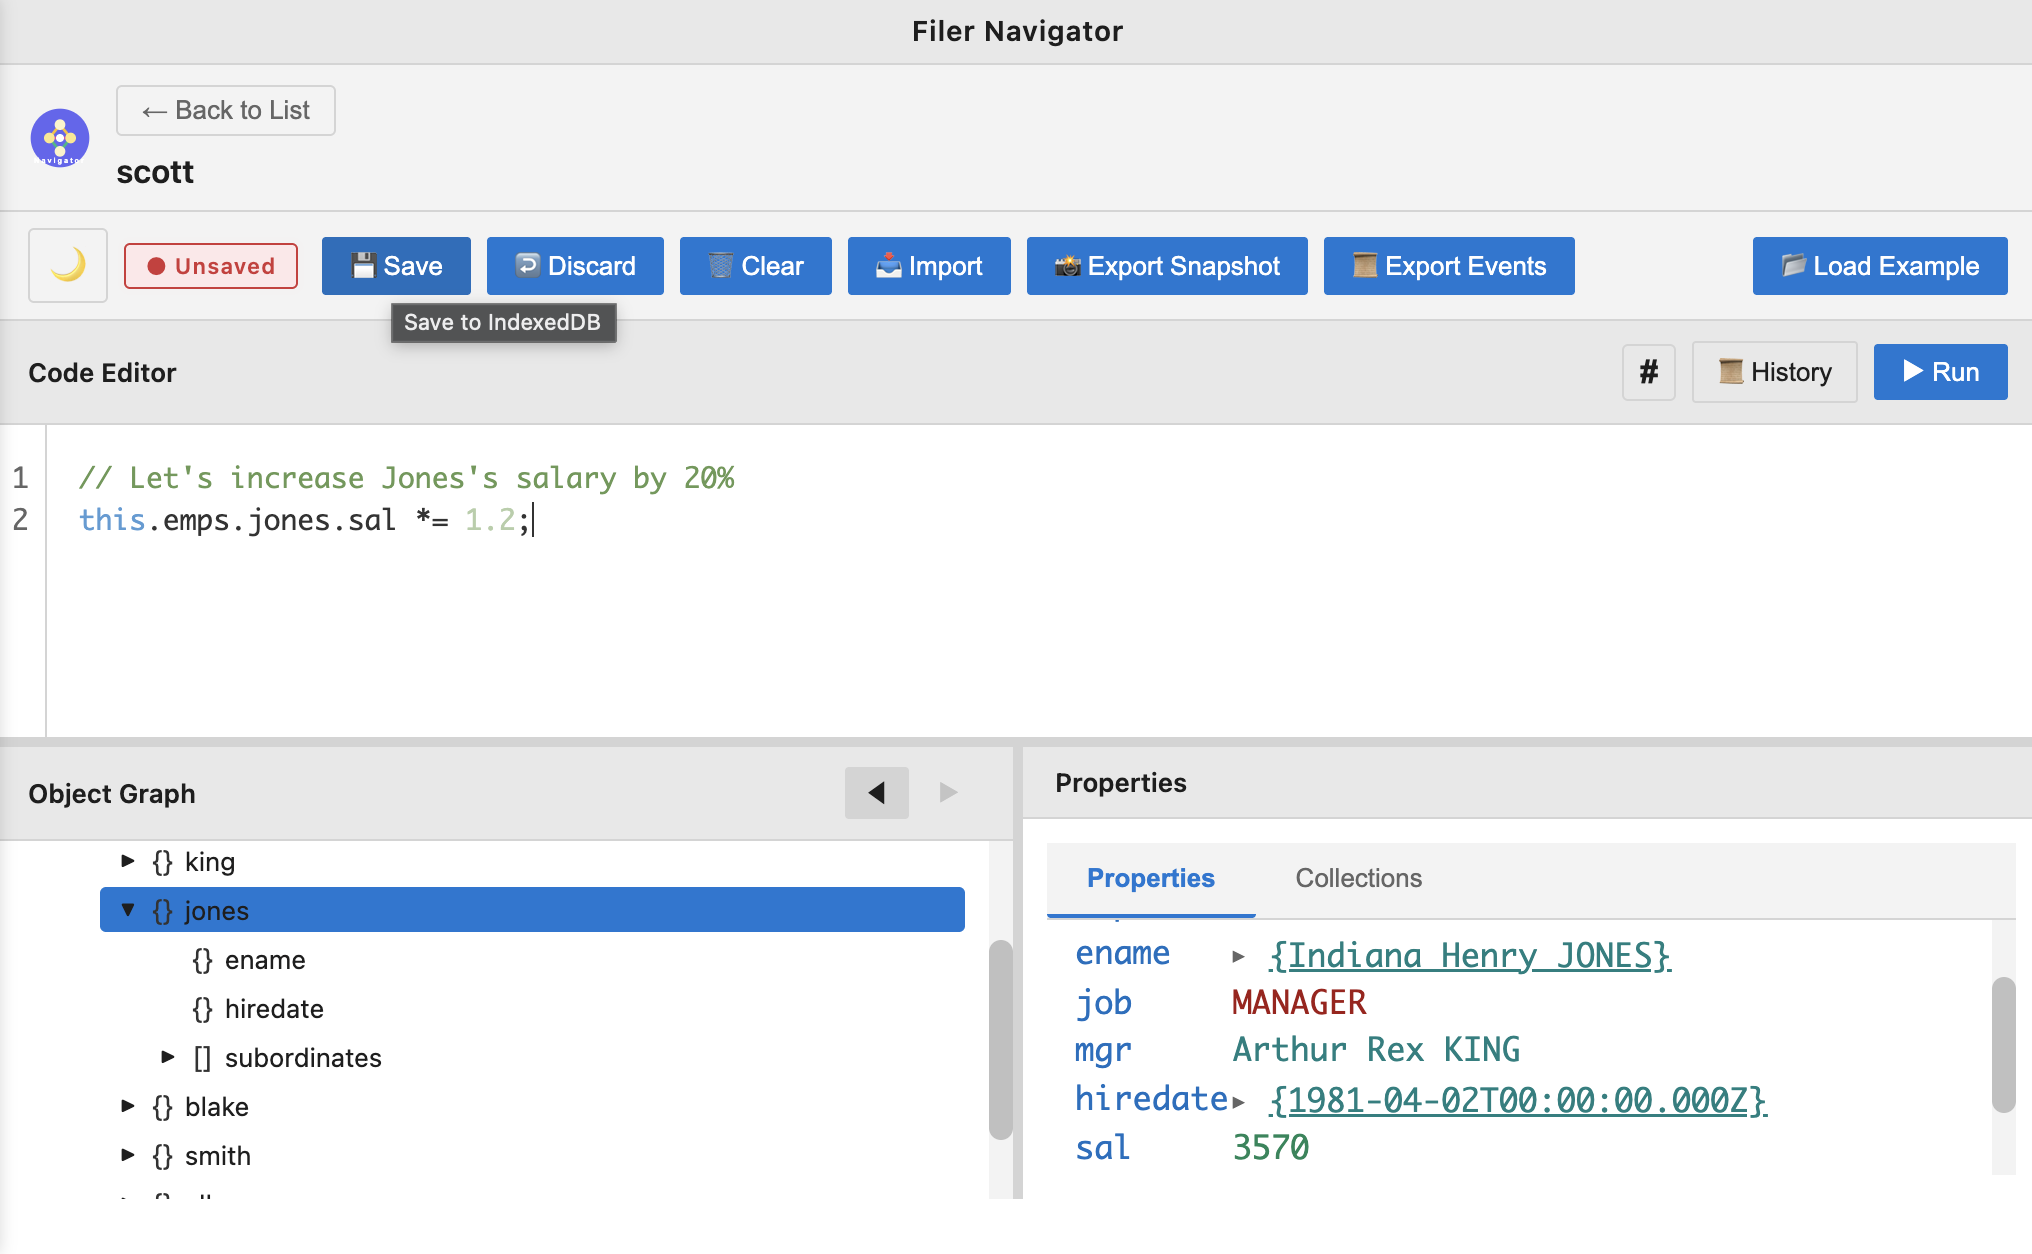 Filer Navigator
← Back to List
scott
Unsaved
Save
Discard
Clear
Import
Export Snapshot
Export Events
Load Example
Save to IndexedDB
Code Editor
#
History
Run
1 // Let's increase Jones's salary by 20%
2 this.emps.jones.sal *= 1.2;
Object Graph
{} king
{} jones
{} ename
{} hiredate
[] subordinates
{} blake
{} smith
Properties
Properties Collections
ename {Indiana Henry JONES}
job MANAGER
mgr Arthur Rex KING
hiredate {1981-04-02T00:00:00.000Z}
sal 3570